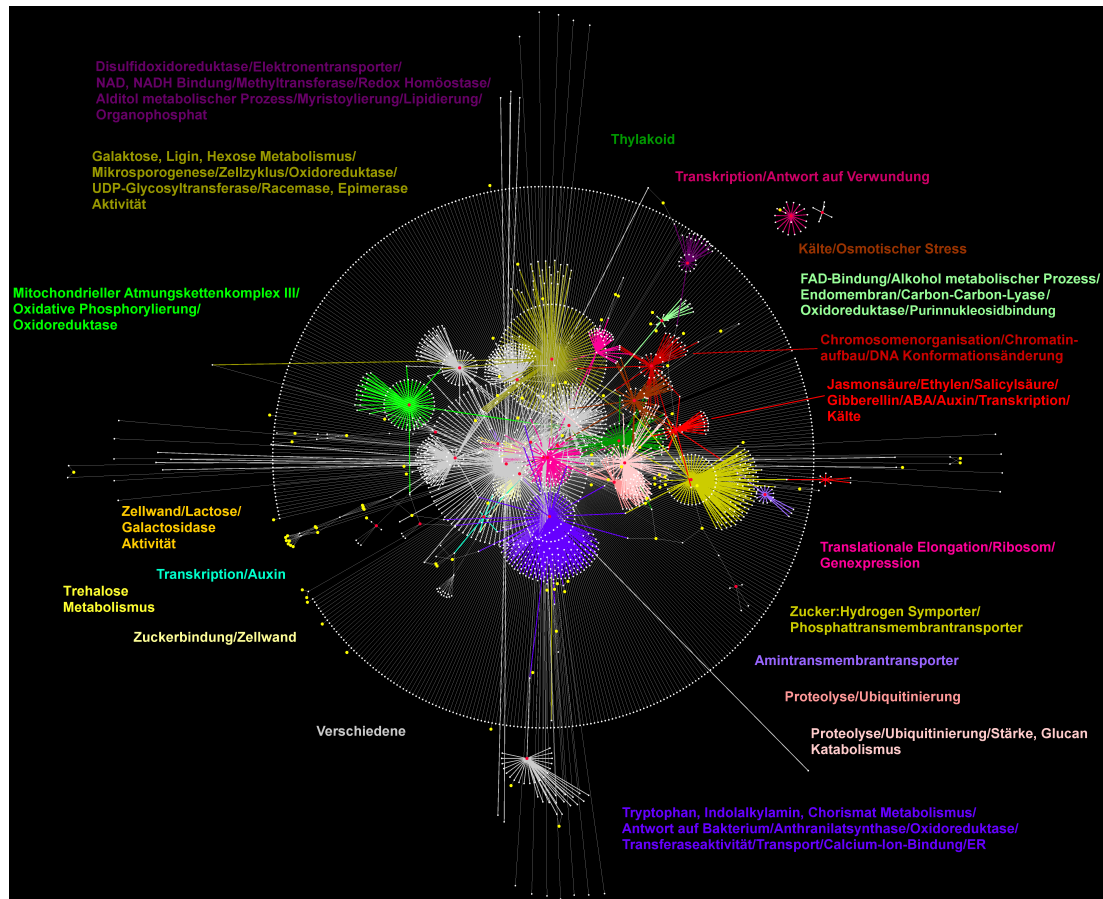 Disulfidoxidoreduktase/Elektronentransporter/
NAD, NADH BIndung/Methyltransferase/Redox Homöostase/
Alditol metabolischer Prozess/Myristoylierung/Lipidierung/
Organophosphat
Thylakoid
Galaktose, Ligin, Hexose Metabolismus/
Mikrosporogenese/Zellzyklus/Oxidoreduktase/
UDP-Glycosyltransferase/Racemase, Epimerase
Aktivität
Transkription/Antwort auf Verwundung
Kälte/Osmotischer Stress
FAD-Bindung/Alkohol metabolischer Prozess/
Endomembran/Carbon-Carbon-Lyase/
Oxidoreduktase/Purinnukleosidbindung
Mitochondrieller Atmungskettenkomplex III/
Oxidative Phosphorylierung/
Oxidoreduktase
Chromosomenorganisation/Chromatin-
aufbau/DNA Konformationsänderung
Jasmonsäure/Ethylen/Salicylsäure/
Gibberellin/ABA/Auxin/Transkription/
Kälte
Zellwand/Lactose/
Galactosidase
Aktivität
Transkription/Auxin
Trehalose
Metabolismus
Zuckerbindung/Zellwand
Translationale Elongation/Ribosom/
Genexpression
Zucker:Hydrogen Symporter/
Phosphattransmembrantransporter
Amintransmembrantransporter
Proteolyse/Ubiquitinierung
Proteolyse/Ubiquitinierung/Stärke, Glucan
Katabolismus
Verschiedene
Tryptophan, Indolalkylamin, Chorismat Metabolismus/
Antwort auf Bakterium/Anthranilatsynthase/Oxidoreduktase/
Transferaseaktivität/Transport/Calcium-Ion-Bindung/ER